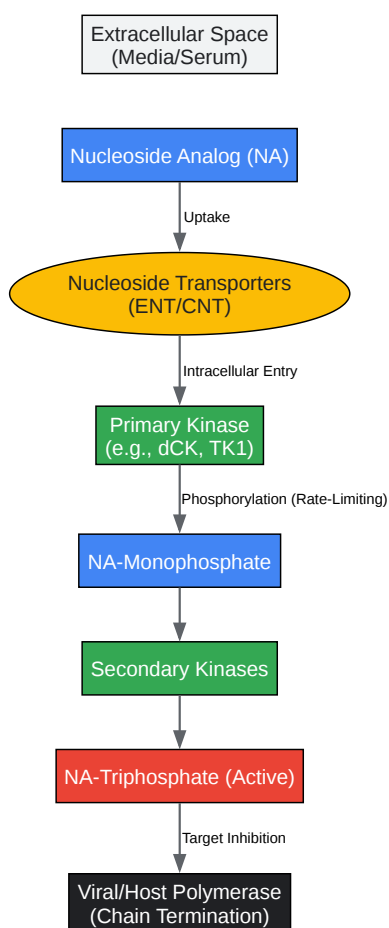 Extracellular Space
(Media/Serum)
Nucleoside Analog (NA)
Uptake
Nucleoside Transporters
(ENT/CNT)
Intracellular Entry
Primary Kinase
(e.g., dCK, TK1)
Phosphorylation (Rate-Limiting)
NA-Monophosphate
Secondary Kinases
NA-Triphosphate (Active)
Target Inhibition
Viral/Host Polymerase
(Chain Termination)